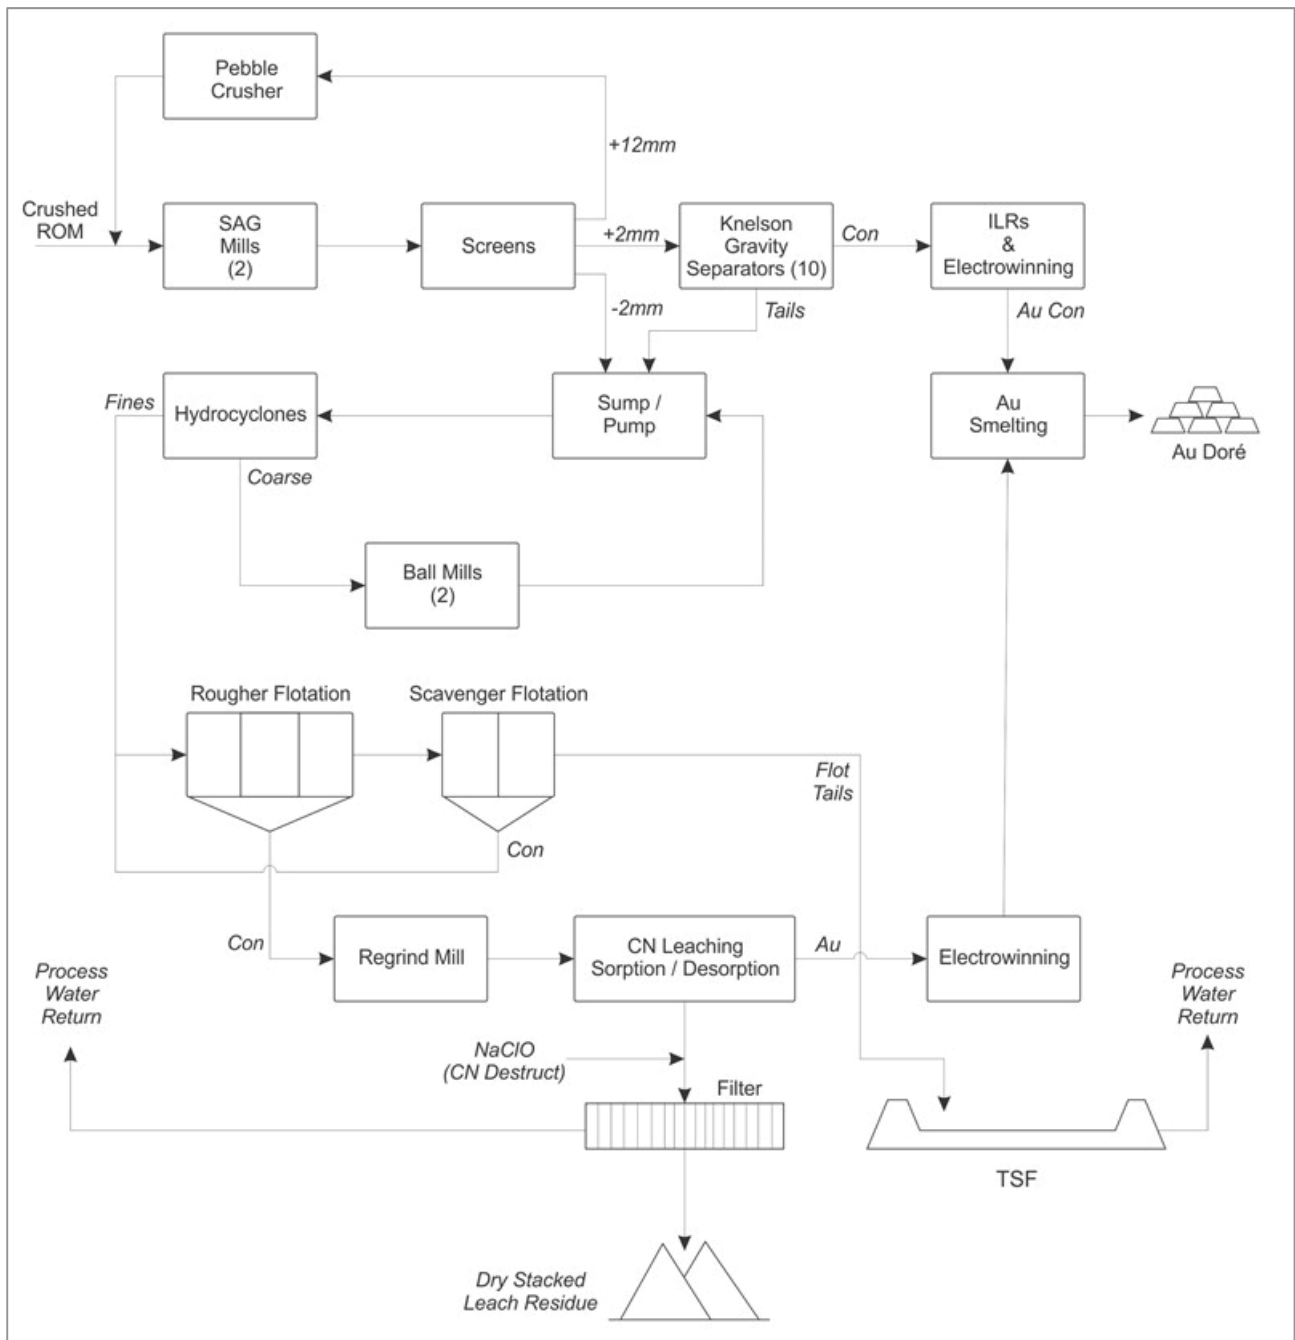 Pebble
Crusher
+12mm
Crushed
ROM
SAG
Mills
(2)
Screens
+2mm
Knelson
Gravity
Separators (10)
Con
ILRs
&
Electrowinning
-2mm
Tails
Au Con
Fines
Hydrocyclones
Sump /
Pump
Au
Smelting
Au Doré
Coarse
Ball Mills
(2)
Rougher Flotation
Scavenger Flotation
Flot
Tails
Con
Con
Regrind Mill
CN Leaching
Sorption / Desorption
Au
Electrowinning
Process
Water
Return
Process
Water
Return
NaClO
(CN Destruct)
Filter
TSF
Dry Stacked
Leach Residue